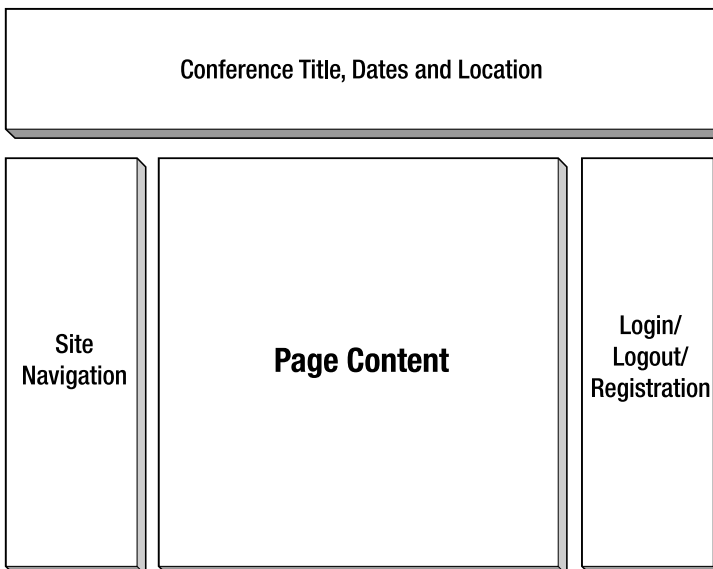 Conference Title, Dates and Location
Site
Navigation
Page Content
Login/
Logout/
Registration